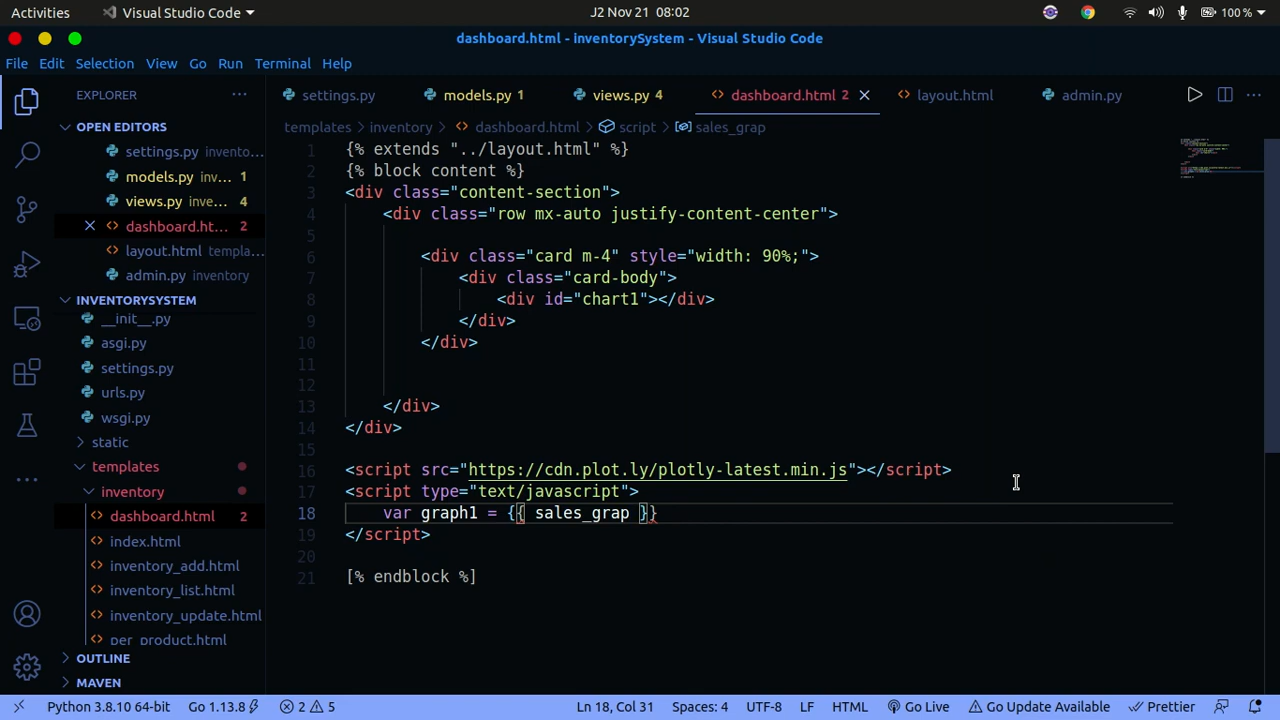 Activities
Visual Studio Code
J2 Nov 21 08:02
100 %
dashboard.html - inventorySystem - Visual Studio Code
File Edit Selection View Go Run Terminal Help
EXPLORER
settings.py
models.py 1
views.py 4
dashboard.html 2
layout.html
admin.py
templates inventory dashboard.html script sales_grap
OPEN EDITORS
settings.py invento...
models.py inv... 1
views.py inve... 4
dashboard.ht... 2
layout.html templa...
admin.py inventory
INVENTORYSYSTEM
__init__.py
asgi.py
settings.py
urls.py
wsgi.py
static
templates
inventory
dashboard.html 2
index.html
inventory_add.html
inventory_list.html
inventory_update.html
per_product.html
OUTLINE
MAVEN
1 {% extends "../layout.html" %}
2 {% block content %}
3 <div class="content-section">
4 <div class="row mx-auto justify-content-center">
5
6 <div class="card m-4" style="width: 90%;">
7 <div class="card-body">
8 <div id="chart1"></div>
9 </div>
10 </div>
11
12
13 </div>
14 </div>
15
16 <script src="https://cdn.plot.ly/plotly-latest.min.js"></script>
17 <script type="text/javascript">
18 var graph1 = {{ sales_grap }}
19 </script>
20
21 [% endblock %]
Python 3.8.10 64-bit Go 1.13.8 2 5 Ln 18, Col 31 Spaces: 4 UTF-8 LF HTML Go Live Go Update Available Prettier